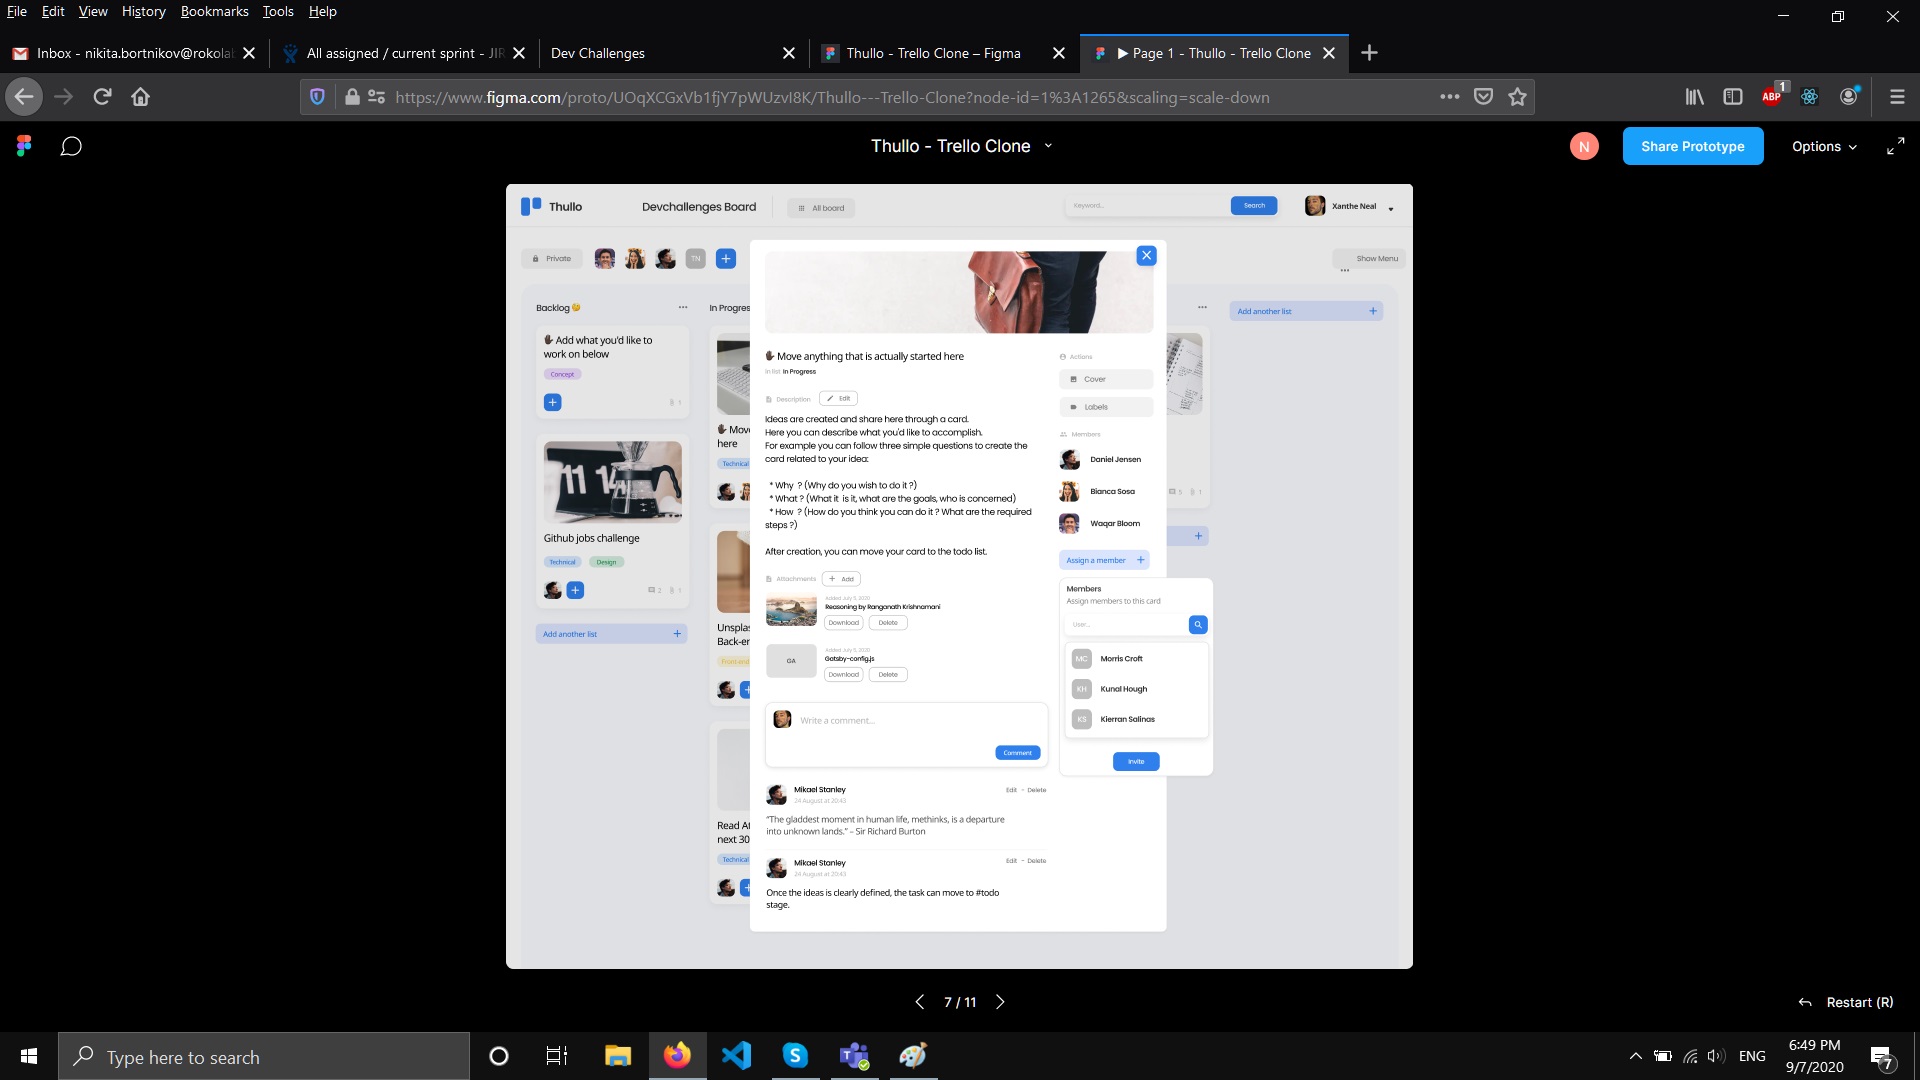 File Edit View History Bookmarks Tools Help
Inbox - nikita.bortnikov@rokola
All assigned / current sprint - JIR
Dev Challenges
Thullo - Trello Clone – Figma
▶ Page 1 - Thullo - Trello Clone
https://www.figma.com/proto/UOqXCGxVb1fjY7pWUzvI8K/Thullo---Trello-Clone?node-id=1%3A1265&scaling=scale-down
ABP
1
Thullo - Trello Clone
N
Share Prototype
Options
Thullo
Devchallenges Board
All board
Keyword...
Search
Xanthe Neal
Private
TN
+
Show Menu
Backlog 🤔
In Progres
Add another list +
✋🏿 Add what you'd like to
work on below
Concept
+
1
11 14
Github jobs challenge
Technical Design
+
2 1
Add another list +
✋🏿 Move
here
Technical
Unsplas
Back-en
Front end
Read At
next 30
Technical
5 1
+
✋🏿 Move anything that is actually started here
In list In Progress
Description
Edit
Ideas are created and share here through a card.
Here you can describe what you'd like to accomplish.
For example you can follow three simple questions to create the
card related to your idea:
* Why ? (Why do you wish to do it ?)
* What ? (What it is it, what are the goals, who is concerned)
* How ? (How do you think you can do it ? What are the required
steps ?)
After creation, you can move your card to the todo list.
Attachments
+ Add
Added July 5, 2020
Reasoning by Ranganath Krishnamani
Download Delete
GA
Added July 5, 2020
Gatsby-config.js
Download Delete
Write a comment...
Comment
Mikael Stanley
24 August at 20:43
Edit - Delete
“The gladdest moment in human life, methinks, is a departure
into unknown lands.” – Sir Richard Burton
Mikael Stanley
24 August at 20:43
Edit - Delete
Once the ideas is clearly defined, the task can move to #todo
stage.
Actions
Cover
Labels
Members
Daniel Jensen
Bianca Sosa
Waqar Bloom
Assign a member +
Members
Assign members to this card
User...
MC Morris Croft
KH Kunal Hough
KS Kierran Salinas
Invite
7 / 11
Restart (R)
Type here to search
ENG
6:49 PM
9/7/2020
7